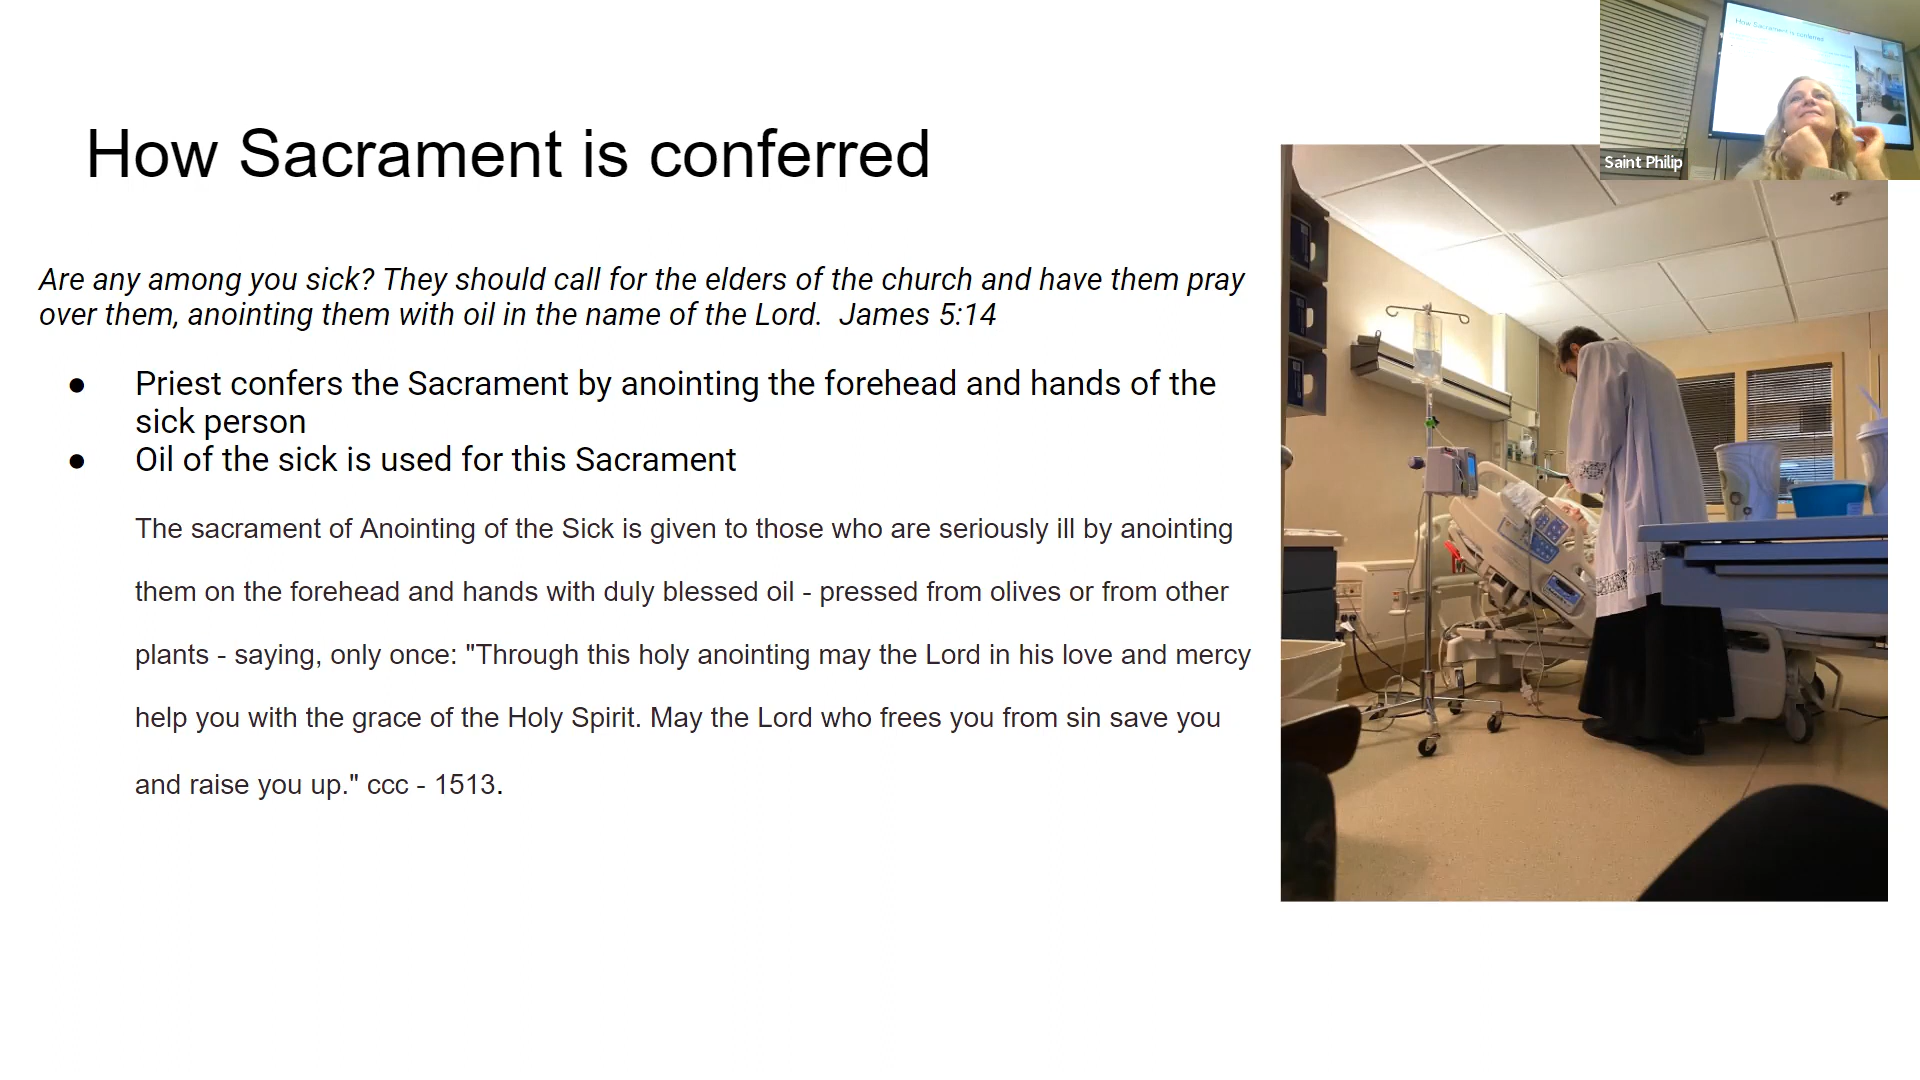 How Sacrament is conferred
Are any among you sick? They should call for the elders of the church and have them pray
over them, anointing them with oil in the name of the Lord.  James 5:14
● Priest confers the Sacrament by anointing the forehead and hands of the
sick person
● Oil of the sick is used for this Sacrament
The sacrament of Anointing of the Sick is given to those who are seriously ill by anointing
them on the forehead and hands with duly blessed oil - pressed from olives or from other
plants - saying, only once: "Through this holy anointing may the Lord in his love and mercy
help you with the grace of the Holy Spirit. May the Lord who frees you from sin save you
and raise you up." ccc - 1513.
How Sacrament is conferred
Saint Philip